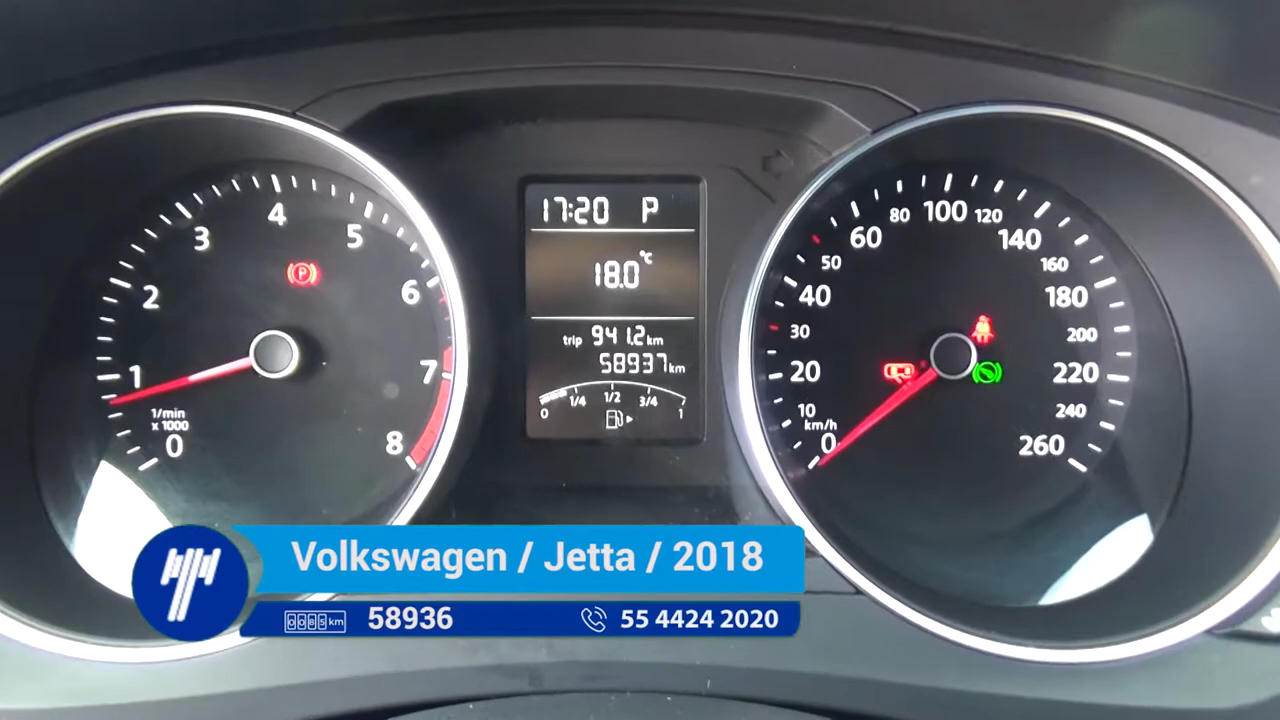 17:20 P
18.0 °C
trip 941.2 km
58937 km
0 1/4 1/2 3/4 1
0 1 2 3 4 5 6 7 8
1/min
x 1000
P
0 10 20 30 40 50 60 80 100 120 140 160 180 200 220 240 260
km/h
Volkswagen / Jetta / 2018
0085 km 58936 55 4424 2020